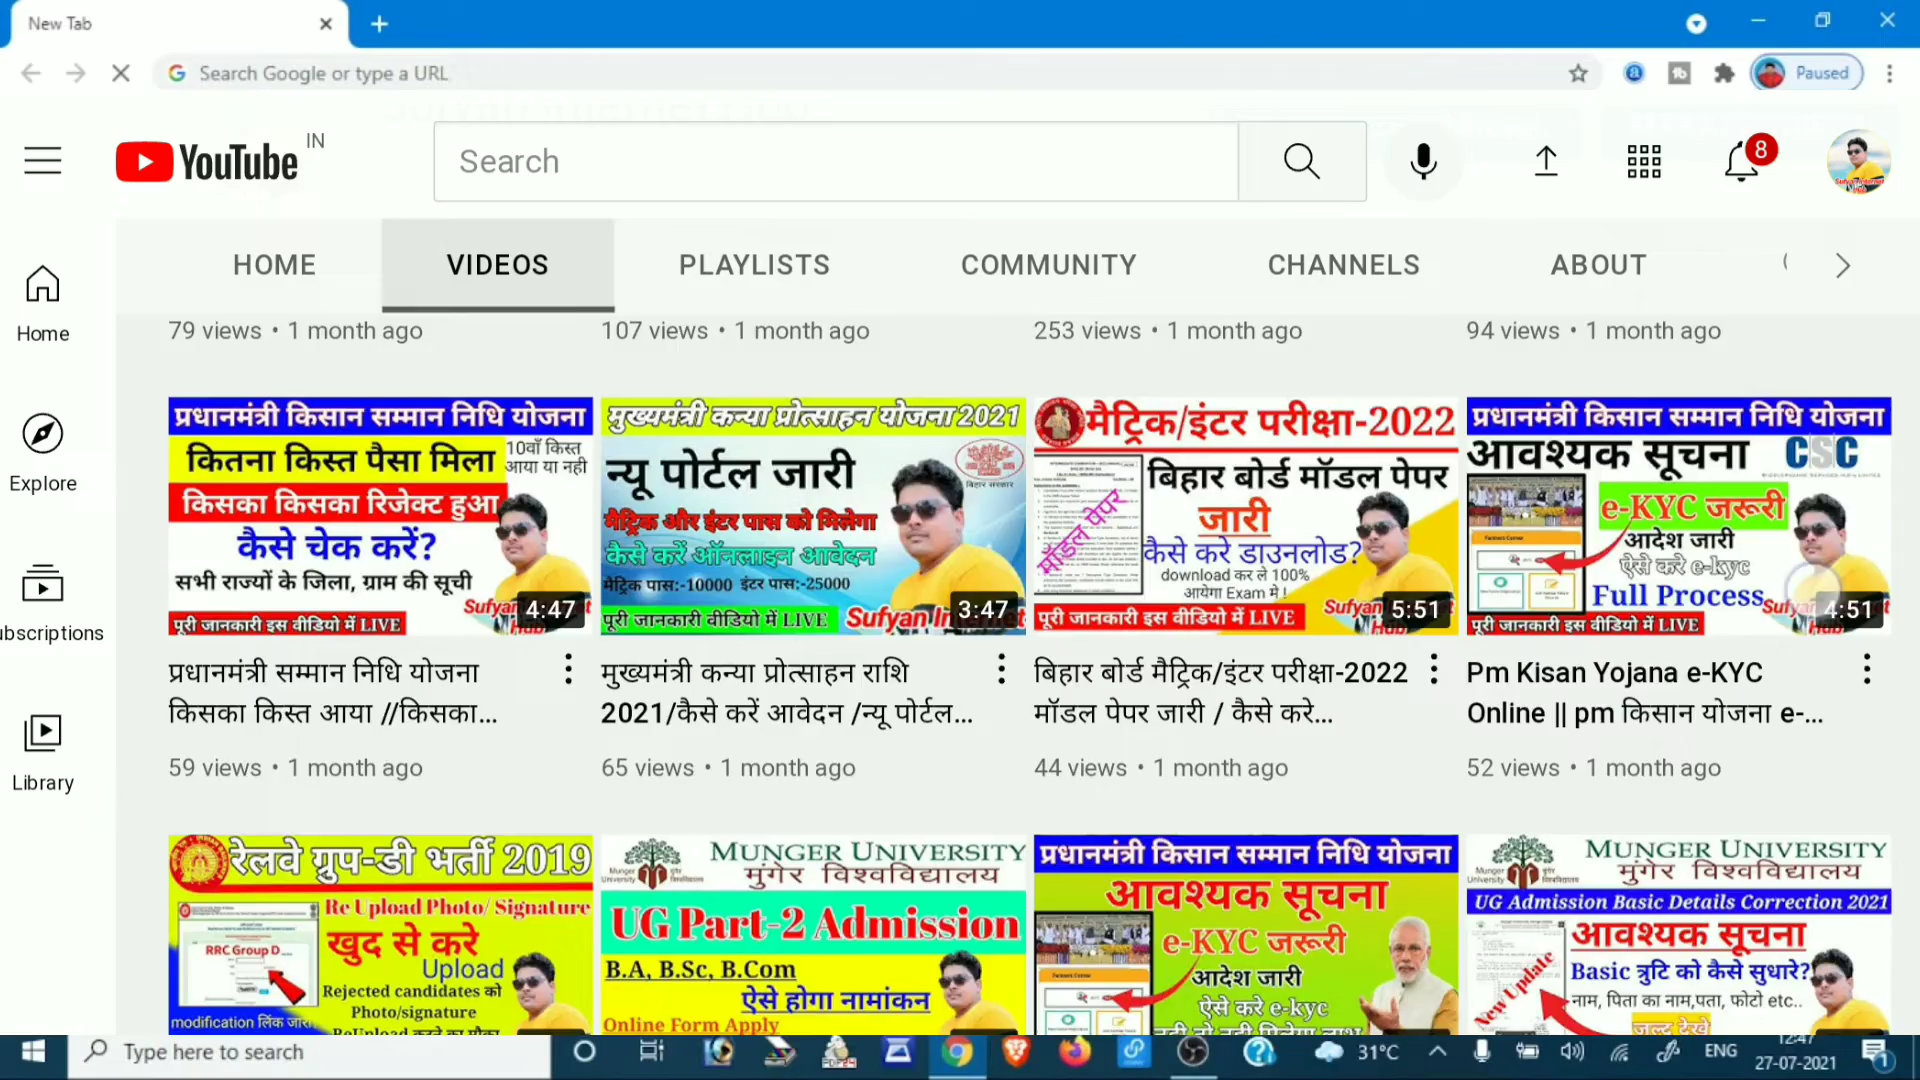 New Tab
Search Google or type a URL
Paused
YouTube IN
Search
8
HOME VIDEOS PLAYLISTS COMMUNITY CHANNELS ABOUT
Home
Explore
ubscriptions
Library
79 views • 1 month ago
107 views • 1 month ago
253 views • 1 month ago
94 views • 1 month ago
प्रधानमंत्री किसान सम्मान निधि योजना
कितना किस्त पैसा मिला
10वाँ किस्त
आया या नही
किसका किसका रिजेक्ट हुआ
कैसे चेक करें?
सभी राज्यों के जिला, ग्राम की सूची
Sufyan
4:47
पूरी जानकारी इस वीडियो में LIVE
मुख्यमंत्री कन्या प्रोत्साहन योजना 2021
न्यू पोर्टल जारी
बिहार सरकार
मैट्रिक और इंटर पास को मिलेगा
कैसे करें ऑनलाइन आवेदन
मैट्रिक पास:-10000 इंटर पास:-25000
पूरी जानकारी वीडियो में LIVE
Sufyan
3:47
मैट्रिक/इंटर परीक्षा-2022
बिहार बोर्ड मॉडल पेपर
जारी
मॉडल पेपर
कैसे करे डाउनलोड?
download कर ले 100%
आयेगा Exam मे !
पूरी जानकारी इस वीडियो में LIVE
Sufyan
5:51
प्रधानमंत्री किसान सम्मान निधि योजना
आवश्यक सूचना CSC
e-KYC जरूरी
आदेश जारी
ऐसे करे e-kyc
Full Process
4:51
पूरी जानकारी इस वीडियो में LIVE
प्रधानमंत्री सम्मान निधि योजना
किसका किस्त आया //किसका...
59 views • 1 month ago
मुख्यमंत्री कन्या प्रोत्साहन राशि
2021/कैसे करें आवेदन /न्यू पोर्टल...
65 views • 1 month ago
बिहार बोर्ड मैट्रिक/इंटर परीक्षा-2022
मॉडल पेपर जारी / कैसे करे...
44 views • 1 month ago
Pm Kisan Yojana e-KYC
Online || pm किसान योजना e-...
52 views • 1 month ago
रेलवे ग्रुप-डी भर्ती 2019
Re Upload Photo/ Signature
RRC Group D
खुद से करे
Upload
Rejected candidates को
Photo/signature
modification लिंक जारी
MUNGER UNIVERSITY
मुंगेर विश्वविद्यालय
UG Part-2 Admission
B.A, B.Sc, B.Com
ऐसे होगा नामांकन
Online Form Apply
प्रधानमंत्री किसान सम्मान निधि योजना
आवश्यक सूचना
e-KYC जरूरी
आदेश जारी
ऐसे करे e-kyc
MUNGER UNIVERSITY
मुंगेर विश्वविद्यालय
UG Admission Basic Details Correction 2021
आवश्यक सूचना
Basic त्रुटि को कैसे सुधारे?
New Update
नाम, पिता का नाम,पता, फोटो etc..
जल्द देखे
Type here to search
31°C
ENG
12:47
27-07-2021
1